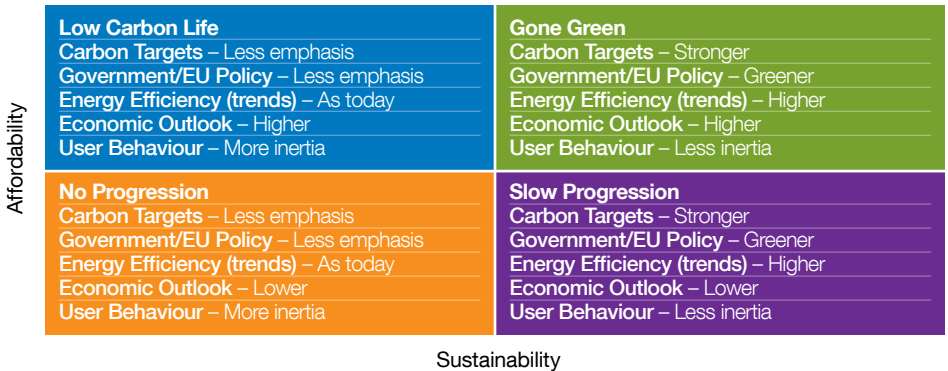 Affordability
Low Carbon Life
Carbon Targets – Less emphasis
Government/EU Policy – Less emphasis
Energy Efficiency (trends) – As today
Economic Outlook – Higher
User Behaviour – More inertia
Gone Green
Carbon Targets – Stronger
Government/EU Policy – Greener
Energy Efficiency (trends) – Higher
Economic Outlook – Higher
User Behaviour – Less inertia
No Progression
Carbon Targets – Less emphasis
Government/EU Policy – Less emphasis
Energy Efficiency (trends) – As today
Economic Outlook – Lower
User Behaviour – More inertia
Slow Progression
Carbon Targets – Stronger
Government/EU Policy – Greener
Energy Efficiency (trends) – Higher
Economic Outlook – Lower
User Behaviour – Less inertia
Sustainability